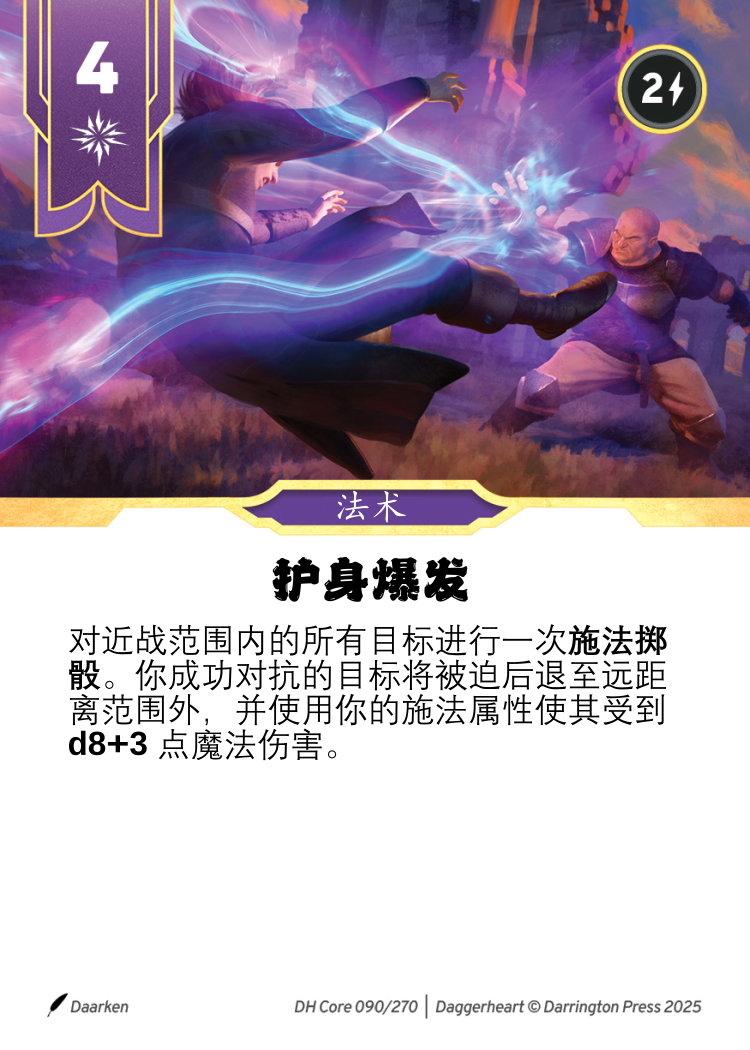 4
2
法术
护身爆发
对近战范围内的所有目标进行一次施法掷
骰。你成功对抗的目标将被迫后退至远距
离范围外，并使用你的施法属性使其受到
d8+3 点魔法伤害。
Daarken
DH Core 090/270 | Daggerheart © Darrington Press 2025